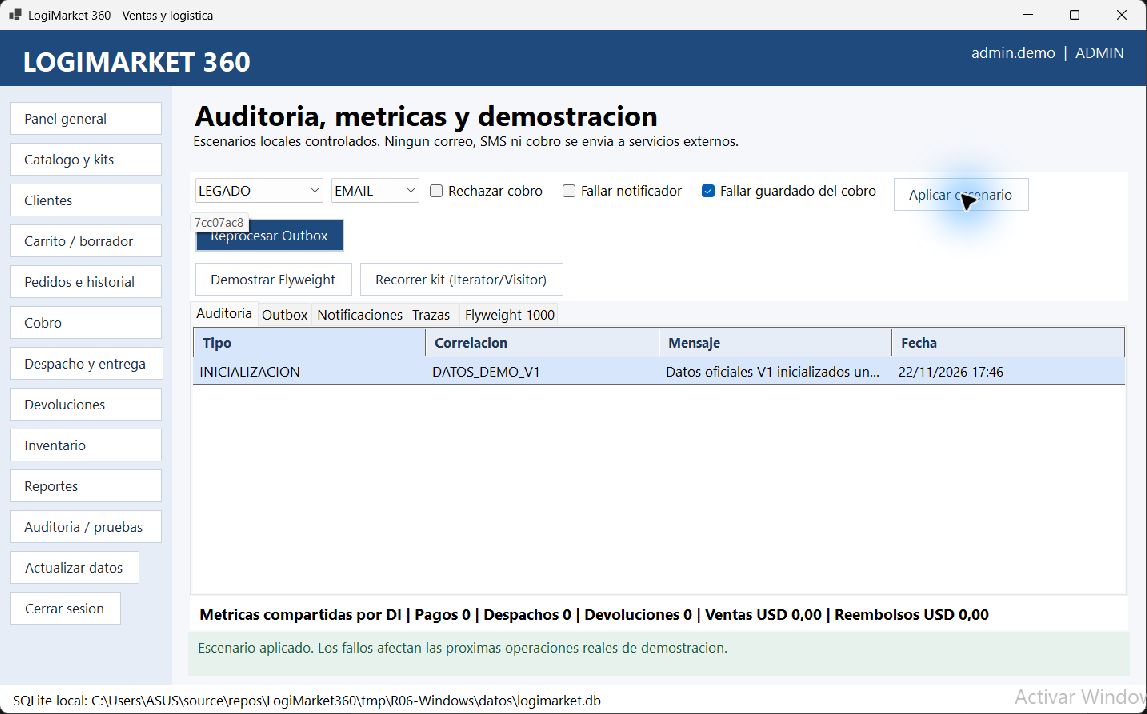 LogiMarket 360 - Ventas y logistica
LOGIMARKET 360
admin.demo | ADMIN
Panel general
Catalogo y kits
Clientes
Carrito / borrador
Pedidos e historial
Cobro
Despacho y entrega
Devoluciones
Inventario
Reportes
Auditoria / pruebas
Actualizar datos
Cerrar sesion
Auditoria, metricas y demostracion
Escenarios locales controlados. Ningun correo, SMS ni cobro se envia a servicios externos.
LEGADO EMAIL Rechazar cobro Fallar notificador Fallar guardado del cobro Aplicar escenario
7cc07ac8
Reprocesar Outbox
Demostrar Flyweight Recorrer kit (Iterator/Visitor)
Auditoria Outbox Notificaciones Trazas Flyweight 1000
Tipo Correlacion Mensaje Fecha
INICIALIZACION DATOS_DEMO_V1 Datos oficiales V1 inicializados un... 22/11/2026 17:46
Metricas compartidas por DI | Pagos 0 | Despachos 0 | Devoluciones 0 | Ventas USD 0,00 | Reembolsos USD 0,00
Escenario aplicado. Los fallos afectan las proximas operaciones reales de demostracion.
SQLite local: C:\Users\ASUS\source\repos\LogiMarket360\tmp\R06-Windows\datos\logimarket.db
Activar Window